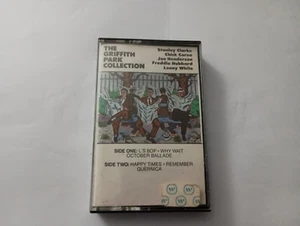 THE
GRIFFITH
PARK
COLLECTION
Stanley Clarke
Chick Corea
Joe Henderson
Freddie Hubbard
Lenny White
SIDE ONE: L'S BOP • WHY WAIT
OCTOBER BALLADE
SIDE TWO: HAPPY TIMES • REMEMBER
GUERNICA